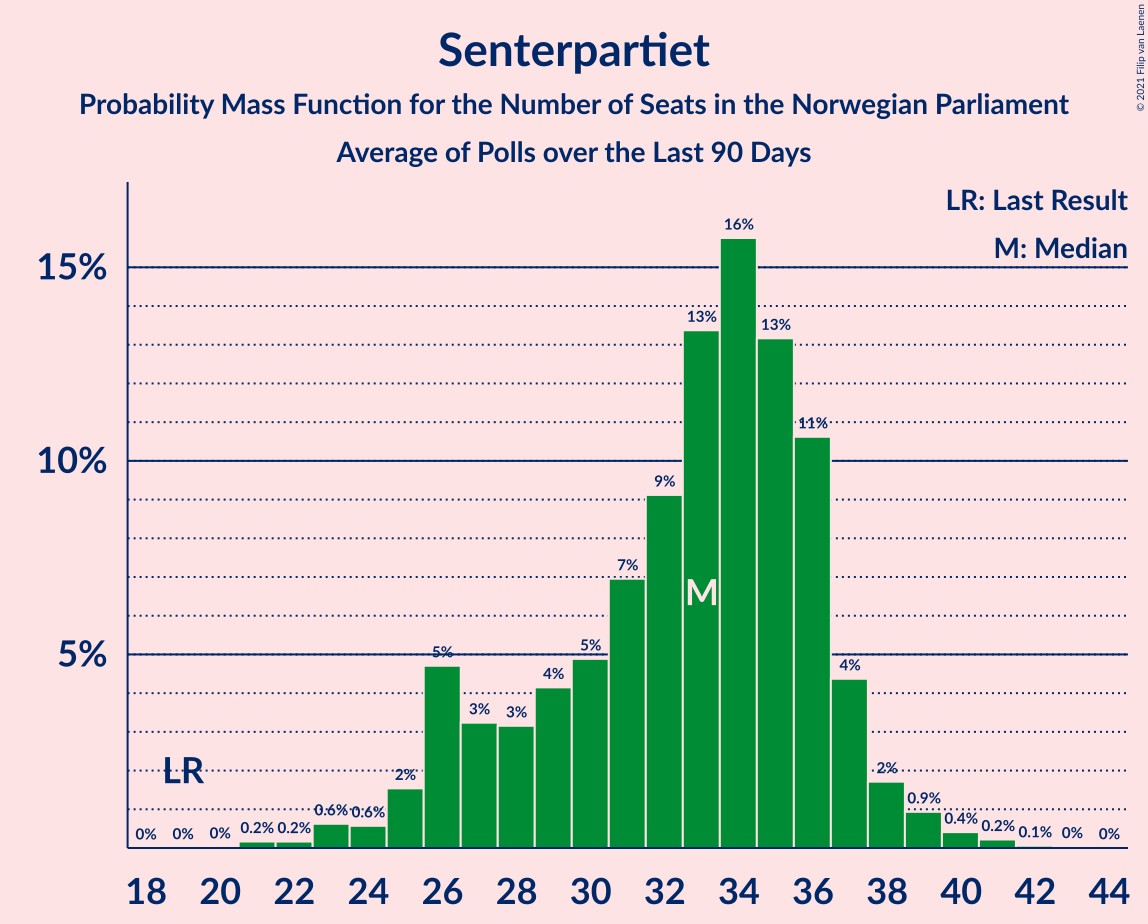 Senterpartiet
Probability Mass Function for the Number of Seats in the Norwegian Parliament
Average of Polls over the Last 90 Days
© 2021 Filip van Laenen
LR: Last Result
M: Median
15%
10%
5%
0% 0% 0% 0.2% 0.2% 0.6% 0.6% 2% 5% 3% 3% 4% 5% 7% 9% 13% 16% 13% 11% 4% 2% 0.9% 0.4% 0.2% 0.1% 0% 0%
LR
M
18 20 22 24 26 28 30 32 34 36 38 40 42 44